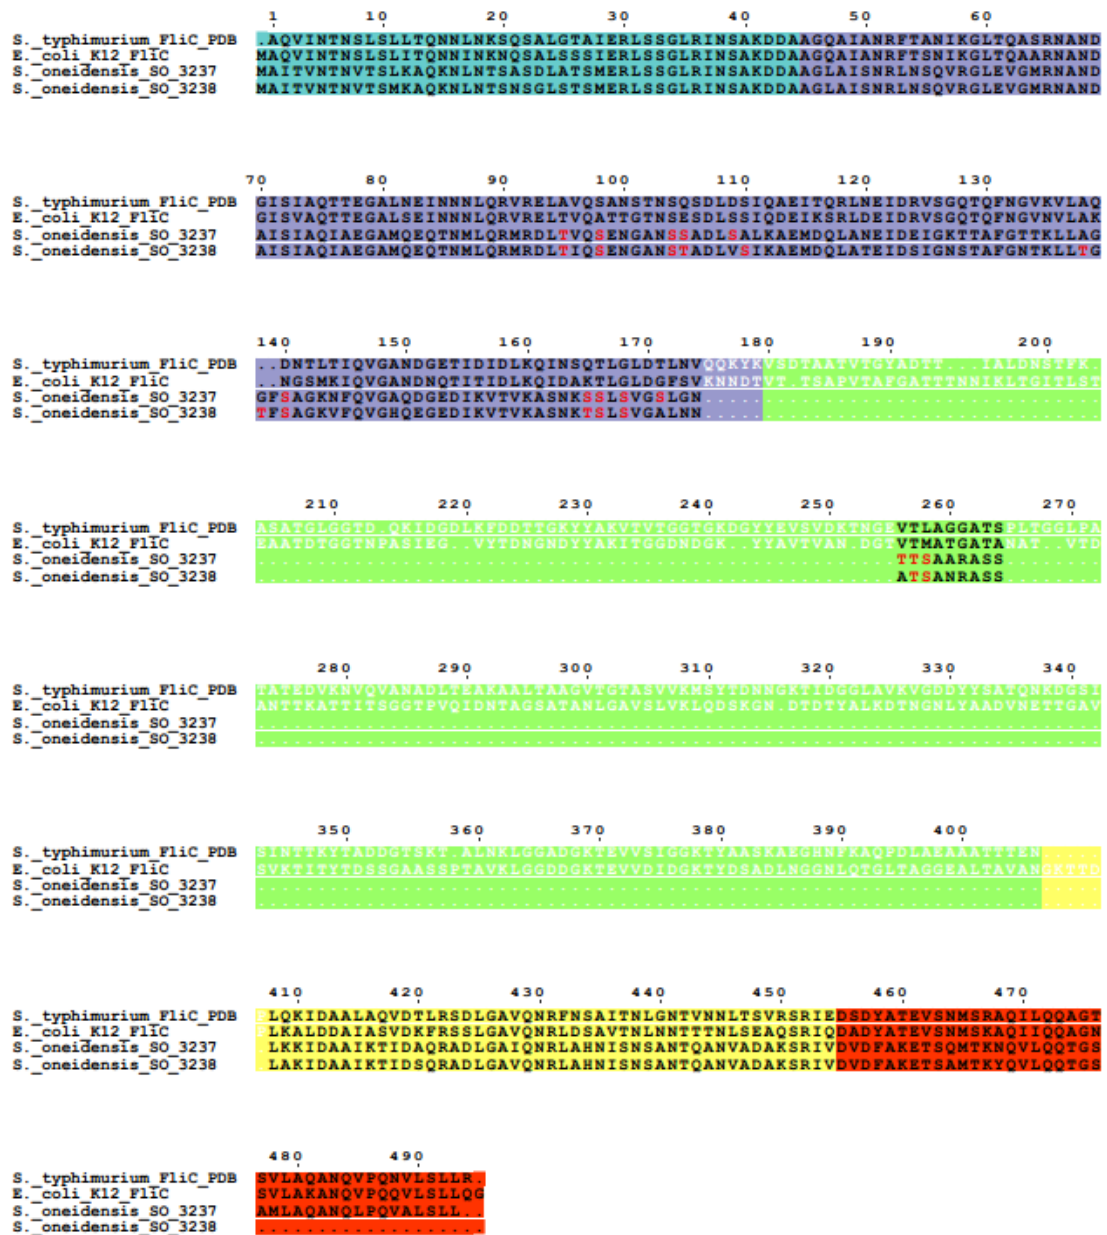 1 10 20 30 40 50 60
S._typhimurium_FliC_PDB .AQVINTNSLSLLTQNNLNKSQSALGTAIERLSSGLRINSAKDDAAGQAIANRFTANIKGLTQASRNAND
E._coli_K12_FliC MAQVINTNSLSLITQNNINKNQSALSSSIERLSSGLRINSAKDDAAGQAIANRFTSNIKGLTQAARNAND
S._oneidensis_SO_3237 MAITVNTNVTSLKAQKNLNTSASDLATSMERLSSGLRINSAKDDAAGLAISNRLNSQVRGLEVGMRNAND
S._oneidensis_SO_3238 MAITVNTNVTSMKAQKNLNTSNSGLSTSMERLSSGLRINSAKDDAAGLAISNRLNSQVRGLEVGMRNAND
70 80 90 100 110 120 130
S._typhimurium_FliC_PDB GISIAQTTEGALNEINNNLQRVRELAVQSANSTNSQSDLDSIQAEITQRLNEIDRVSGQTQFNGVKVLAQ
E._coli_K12_FliC GISVAQTTEGALSEINNNLQRVRELTVQATTGTNSESDLSSIQDEIKSRLDEIDRVSGQTQFNGVNVLAK
S._oneidensis_SO_3237 AISIAQIAEGAMQEQTNMLQRMRDLTVQSENGANSSADLSALKAEMDQLANEIDEIGKTTAFGTTKLLAG
S._oneidensis_SO_3238 AISIAQIAEGAMQEQTNMLQRMRDLTIQSENGANSTADLVSIKAEMDQLATEIDSIGNSTAFGNTKLLTG
140 150 160 170 180 190 200
S._typhimurium_FliC_PDB ..DNTLTIQVGANDGETIDIDLKQINSQTLGLDTLNVQQKYKVSDTAATVTGYADTT...IALDNSTFK.
E._coli_K12_FliC ..NGSMKIQVGANDNQTITIDLKQIDAKTLGLDGFSVKNNDTVT.TSAPVTAFGATTTNNIKLTGITLST
S._oneidensis_SO_3237 GFSAGKNFQVGAQDGEDIKVTVKASNKSSLSVGSLGN.................................
S._oneidensis_SO_3238 TFSAGKVFQVGHQEGEDIKVTVKASNKTSLSVGALNN.................................
210 220 230 240 250 260 270
S._typhimurium_FliC_PDB ASATGLGGTD.QKIDGDLKFDDTTGKYYAKVTVTGGTGKDGYYEVSVDKTNGEVTLAGGATSPLTGGLPA
E._coli_K12_FliC EAATDTGGTNPASIEG..VYTDNGNDYYAKITGGDNDGK..YYAVTVAN.DGTVTMATGATANAT..VTD
S._oneidensis_SO_3237 .....................................................TTSAARASS........
S._oneidensis_SO_3238 .....................................................ATSANRASS........
280 290 300 310 320 330 340
S._typhimurium_FliC_PDB TATEDVKNVQVANADLTEAKAALTAAGVTGTASVVKMSYTDNNGKTIDGGLAVKVGDDYYSATQNKDGSI
E._coli_K12_FliC ANTTKATTITSGGTPVQIDNTAGSATANLGAVSLVKLQDSKGN.DTDTYALKDTNGNLYAADVNETTGAV
S._oneidensis_SO_3237 ......................................................................
S._oneidensis_SO_3238 ......................................................................
350 360 370 380 390 400
S._typhimurium_FliC_PDB SINTTKYTADDGTSKT.ALNKLGGADGKTEVVSIGGKTYAASKAEGHNFKAQPDLAEAAATTTEN.....
E._coli_K12_FliC SVKTITYTDSSGAASSPTAVKLGGDDGKTEVVDIDGKTYDSADLNGGNLQTGLTAGGEALTAVANGKTTD
S._oneidensis_SO_3237 ......................................................................
S._oneidensis_SO_3238 ......................................................................
410 420 430 440 450 460 470
S._typhimurium_FliC_PDB PLQKIDAALAQVDTLRSDLGAVQNRFNSAITNLGNTVNNLTSVRSRIEDSDYATEVSNMSRAQILQQAGT
E._coli_K12_FliC PLKALDDAIASVDKFRSSLGAVQNRLDSAVTNLNNTTTNLSEAQSRIQDADYATEVSNMSKAQIIQQAGN
S._oneidensis_SO_3237 .LKKIDAAIKTIDAQRADLGAIQNRLAHNISNSANTQANVADAKSRIVDVDFAKETSQMTKNQVLQQTGS
S._oneidensis_SO_3238 .LAKIDAAIKTIDSQRADLGAVQNRLAHNISNSANTQANVADAKSRIVDVDFAKETSAMTKYQVLQQTGS
480 490
S._typhimurium_FliC_PDB SVLAQANQVPQNVLSLLR.
E._coli_K12_FliC SVLAKANQVPQQVLSLLQG
S._oneidensis_SO_3237 AMLAQANQLPQVALSLL..
S._oneidensis_SO_3238 ...................